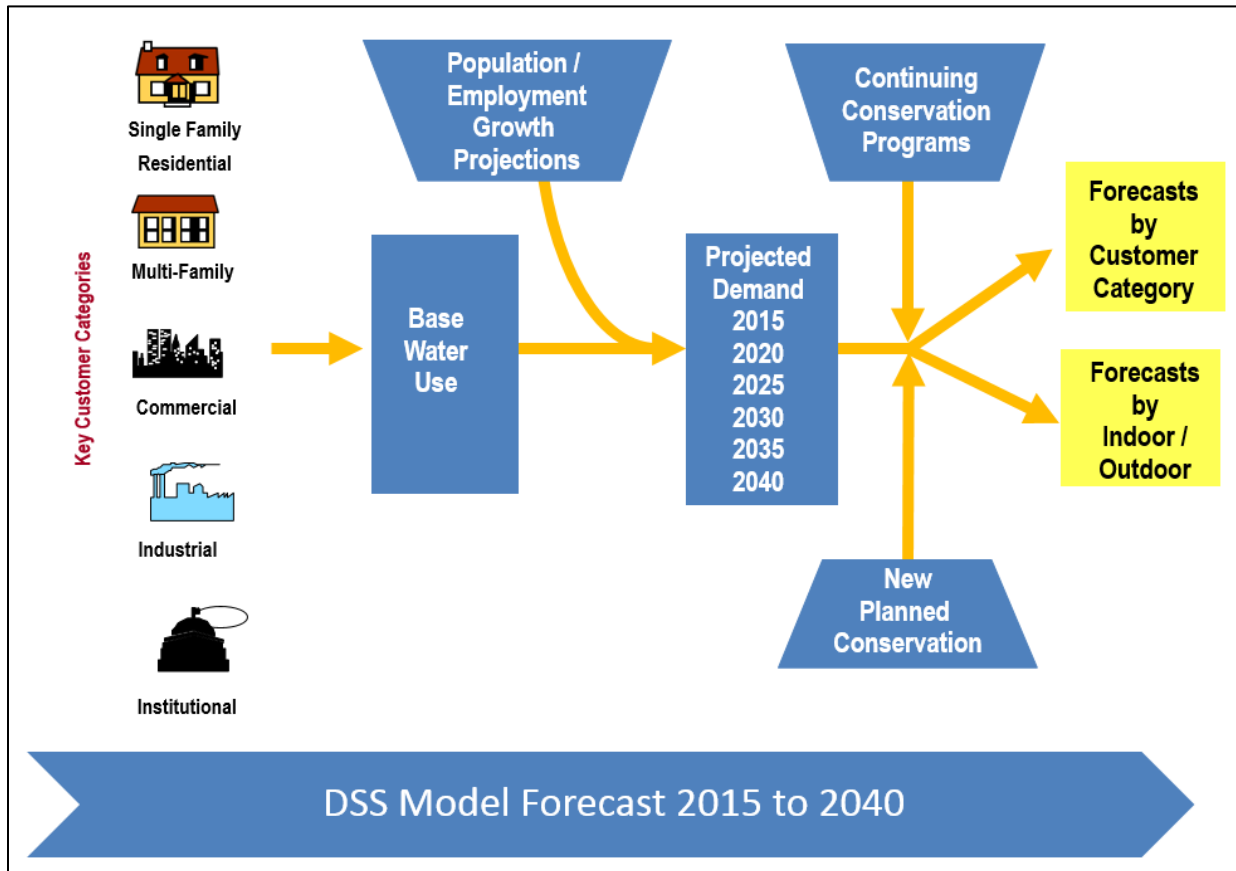 Key Customer Categories
Single Family
Residential
Multi-Family
Commercial
Industrial
Institutional
Base
Water
Use
Population /
Employment
Growth
Projections
Projected
Demand
2015
2020
2025
2030
2035
2040
Continuing
Conservation
Programs
New
Planned
Conservation
Forecasts
by
Customer
Category
Forecasts
by
Indoor /
Outdoor
DSS Model Forecast 2015 to 2040